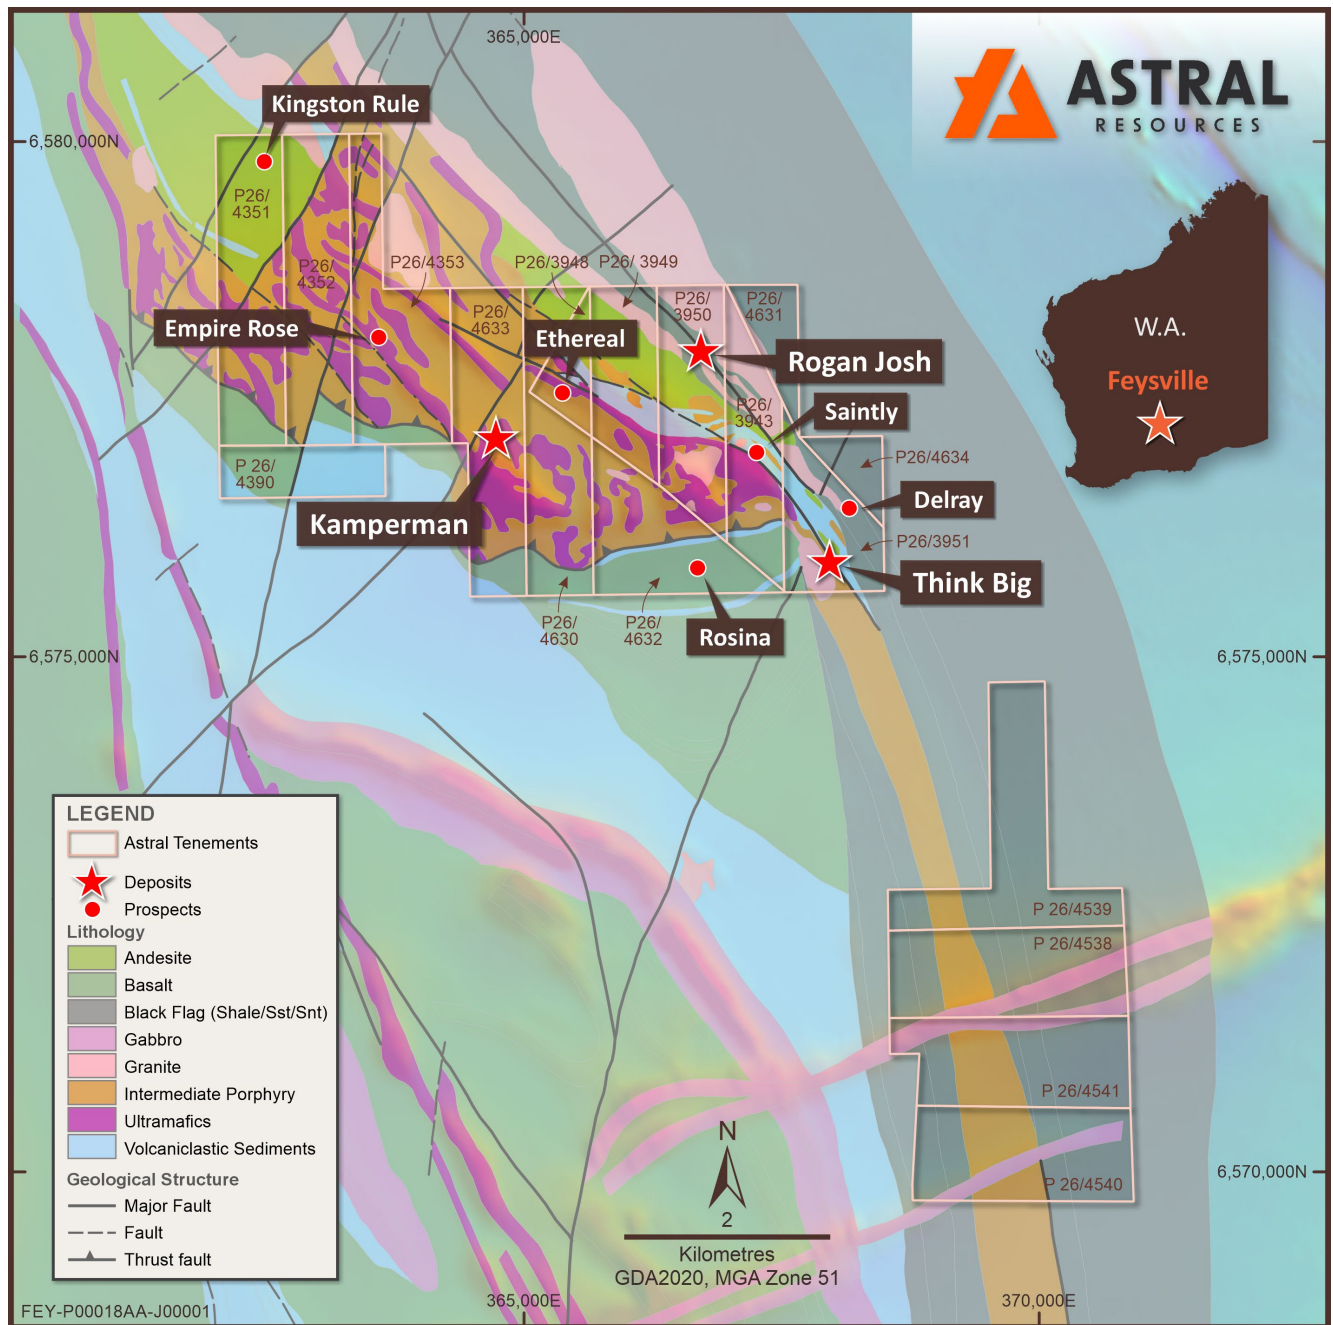 365,000E
ASTRAL
RESOURCES
Kingston Rule
6,580,000N
P26/
4351
W.A.
Feysville
P26/
4352
P26/4353
P26/3948
P26/ 3949
P26/
3950
P26/
4631
P26/
4633
Empire Rose
Ethereal
Rogan Josh
P26/
3943
Saintly
P26/4634
P 26/
4390
Delray
Kamperman
P26/3951
Think Big
P26/
4630
P26/
4632
Rosina
6,575,000N
6,575,000N
LEGEND
Astral Tenements
Deposits
Prospects
Lithology
Andesite
Basalt
Black Flag (Shale/Sst/Snt)
Gabbro
Granite
Intermediate Porphyry
Ultramafics
Volcaniclastic Sediments
Geological Structure
Major Fault
Fault
Thrust fault
P 26/4539
P 26/4538
P 26/4541
P 26/4540
6,570,000N
N
2
Kilometres
GDA2020, MGA Zone 51
FEY-P00018AA-J00001
365,000E
370,000E